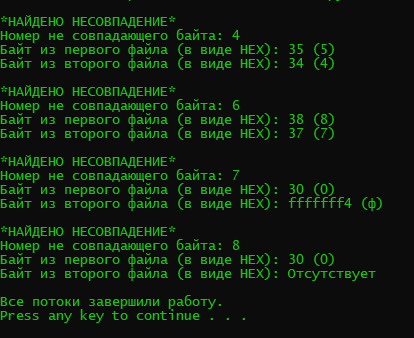 *НАЙДЕНО НЕСОВПАДЕНИЕ*
Номер не совпадающего байта: 4
Байт из первого файла (в виде HEX): 35 (5)
Байт из второго файла (в виде HEX): 34 (4)
*НАЙДЕНО НЕСОВПАДЕНИЕ*
Номер не совпадающего байта: 6
Байт из первого файла (в виде HEX): 38 (8)
Байт из второго файла (в виде HEX): 37 (7)
*НАЙДЕНО НЕСОВПАДЕНИЕ*
Номер не совпадающего байта: 7
Байт из первого файла (в виде HEX): 30 (0)
Байт из второго файла (в виде HEX): fffffff4 (ф)
*НАЙДЕНО НЕСОВПАДЕНИЕ*
Номер не совпадающего байта: 8
Байт из первого файла (в виде HEX): 30 (0)
Байт из второго файла (в виде HEX): Отсутствует
Все потоки завершили работу.
Press any key to continue . . .